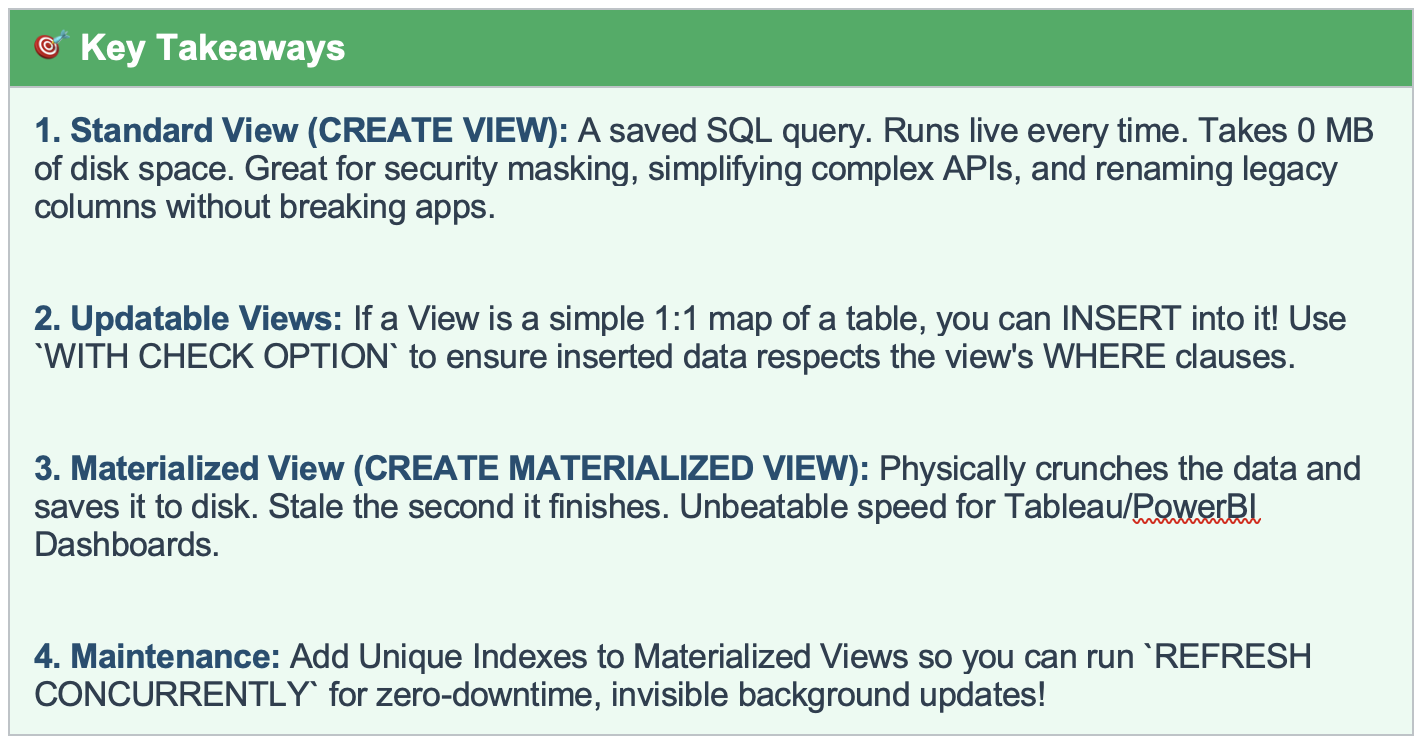 🎯 Key Takeaways
1. Standard View (CREATE VIEW): A saved SQL query. Runs live every time. Takes 0 MB
of disk space. Great for security masking, simplifying complex APIs, and renaming legacy
columns without breaking apps.
2. Updatable Views: If a View is a simple 1:1 map of a table, you can INSERT into it! Use
`WITH CHECK OPTION` to ensure inserted data respects the view's WHERE clauses.
3. Materialized View (CREATE MATERIALIZED VIEW): Physically crunches the data and
saves it to disk. Stale the second it finishes. Unbeatable speed for Tableau/PowerBI
Dashboards.
4. Maintenance: Add Unique Indexes to Materialized Views so you can run `REFRESH
CONCURRENTLY` for zero-downtime, invisible background updates!